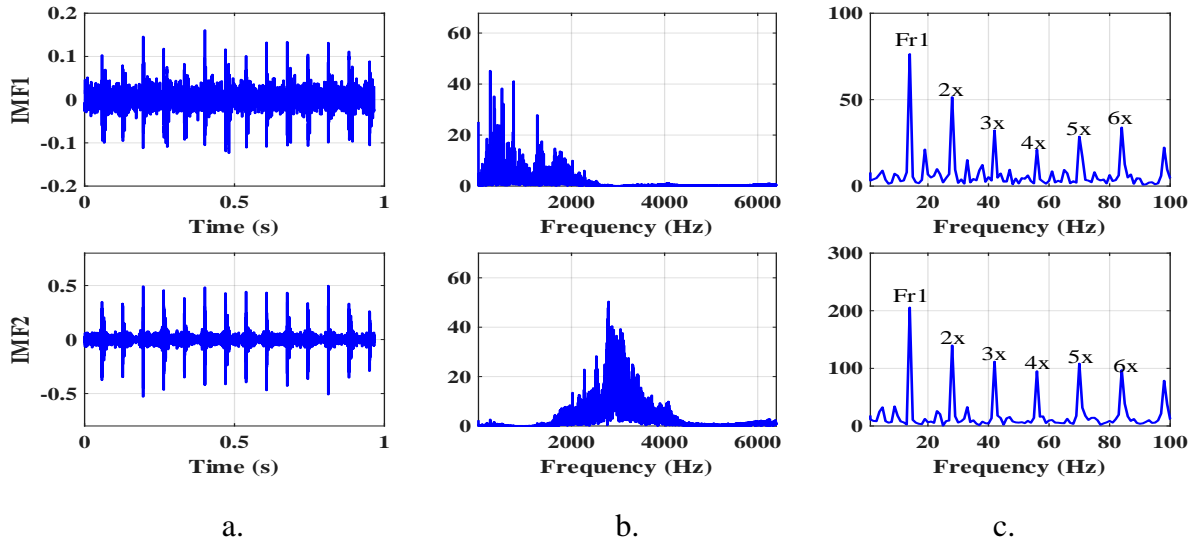 IMF1
0.2
0.1
0
-0.1
-0.2
0
0.5
1
Time (s)
60
40
20
0
2000
4000
6000
Frequency (Hz)
100
50
0
Fr1
2x
3x
4x
5x
6x
20
40
60
80
100
Frequency (Hz)
IMF2
0.5
0
-0.5
0
0.5
1
Time (s)
60
40
20
0
2000
4000
6000
Frequency (Hz)
300
200
100
0
Fr1
2x
3x
4x
5x
6x
20
40
60
80
100
Frequency (Hz)
a.
b.
c.